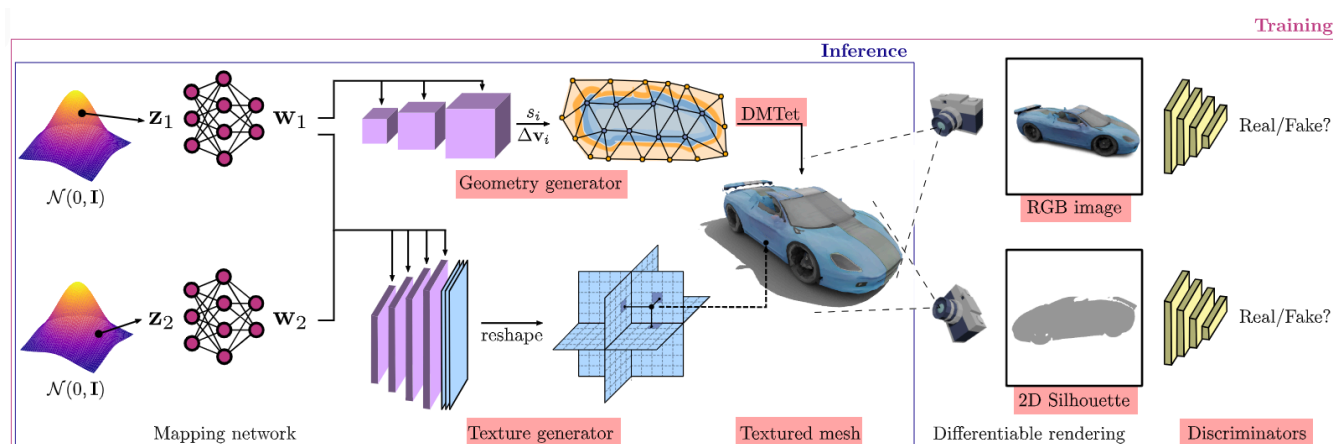 Training
Inference
z₁
w₁
sᵢ
Δvᵢ
DMTet
Real/Fake?
N(0, I)
Geometry generator
RGB image
z₂
w₂
reshape
Real/Fake?
N(0, I)
2D Silhouette
Mapping network
Texture generator
Textured mesh
Differentiable rendering
Discriminators